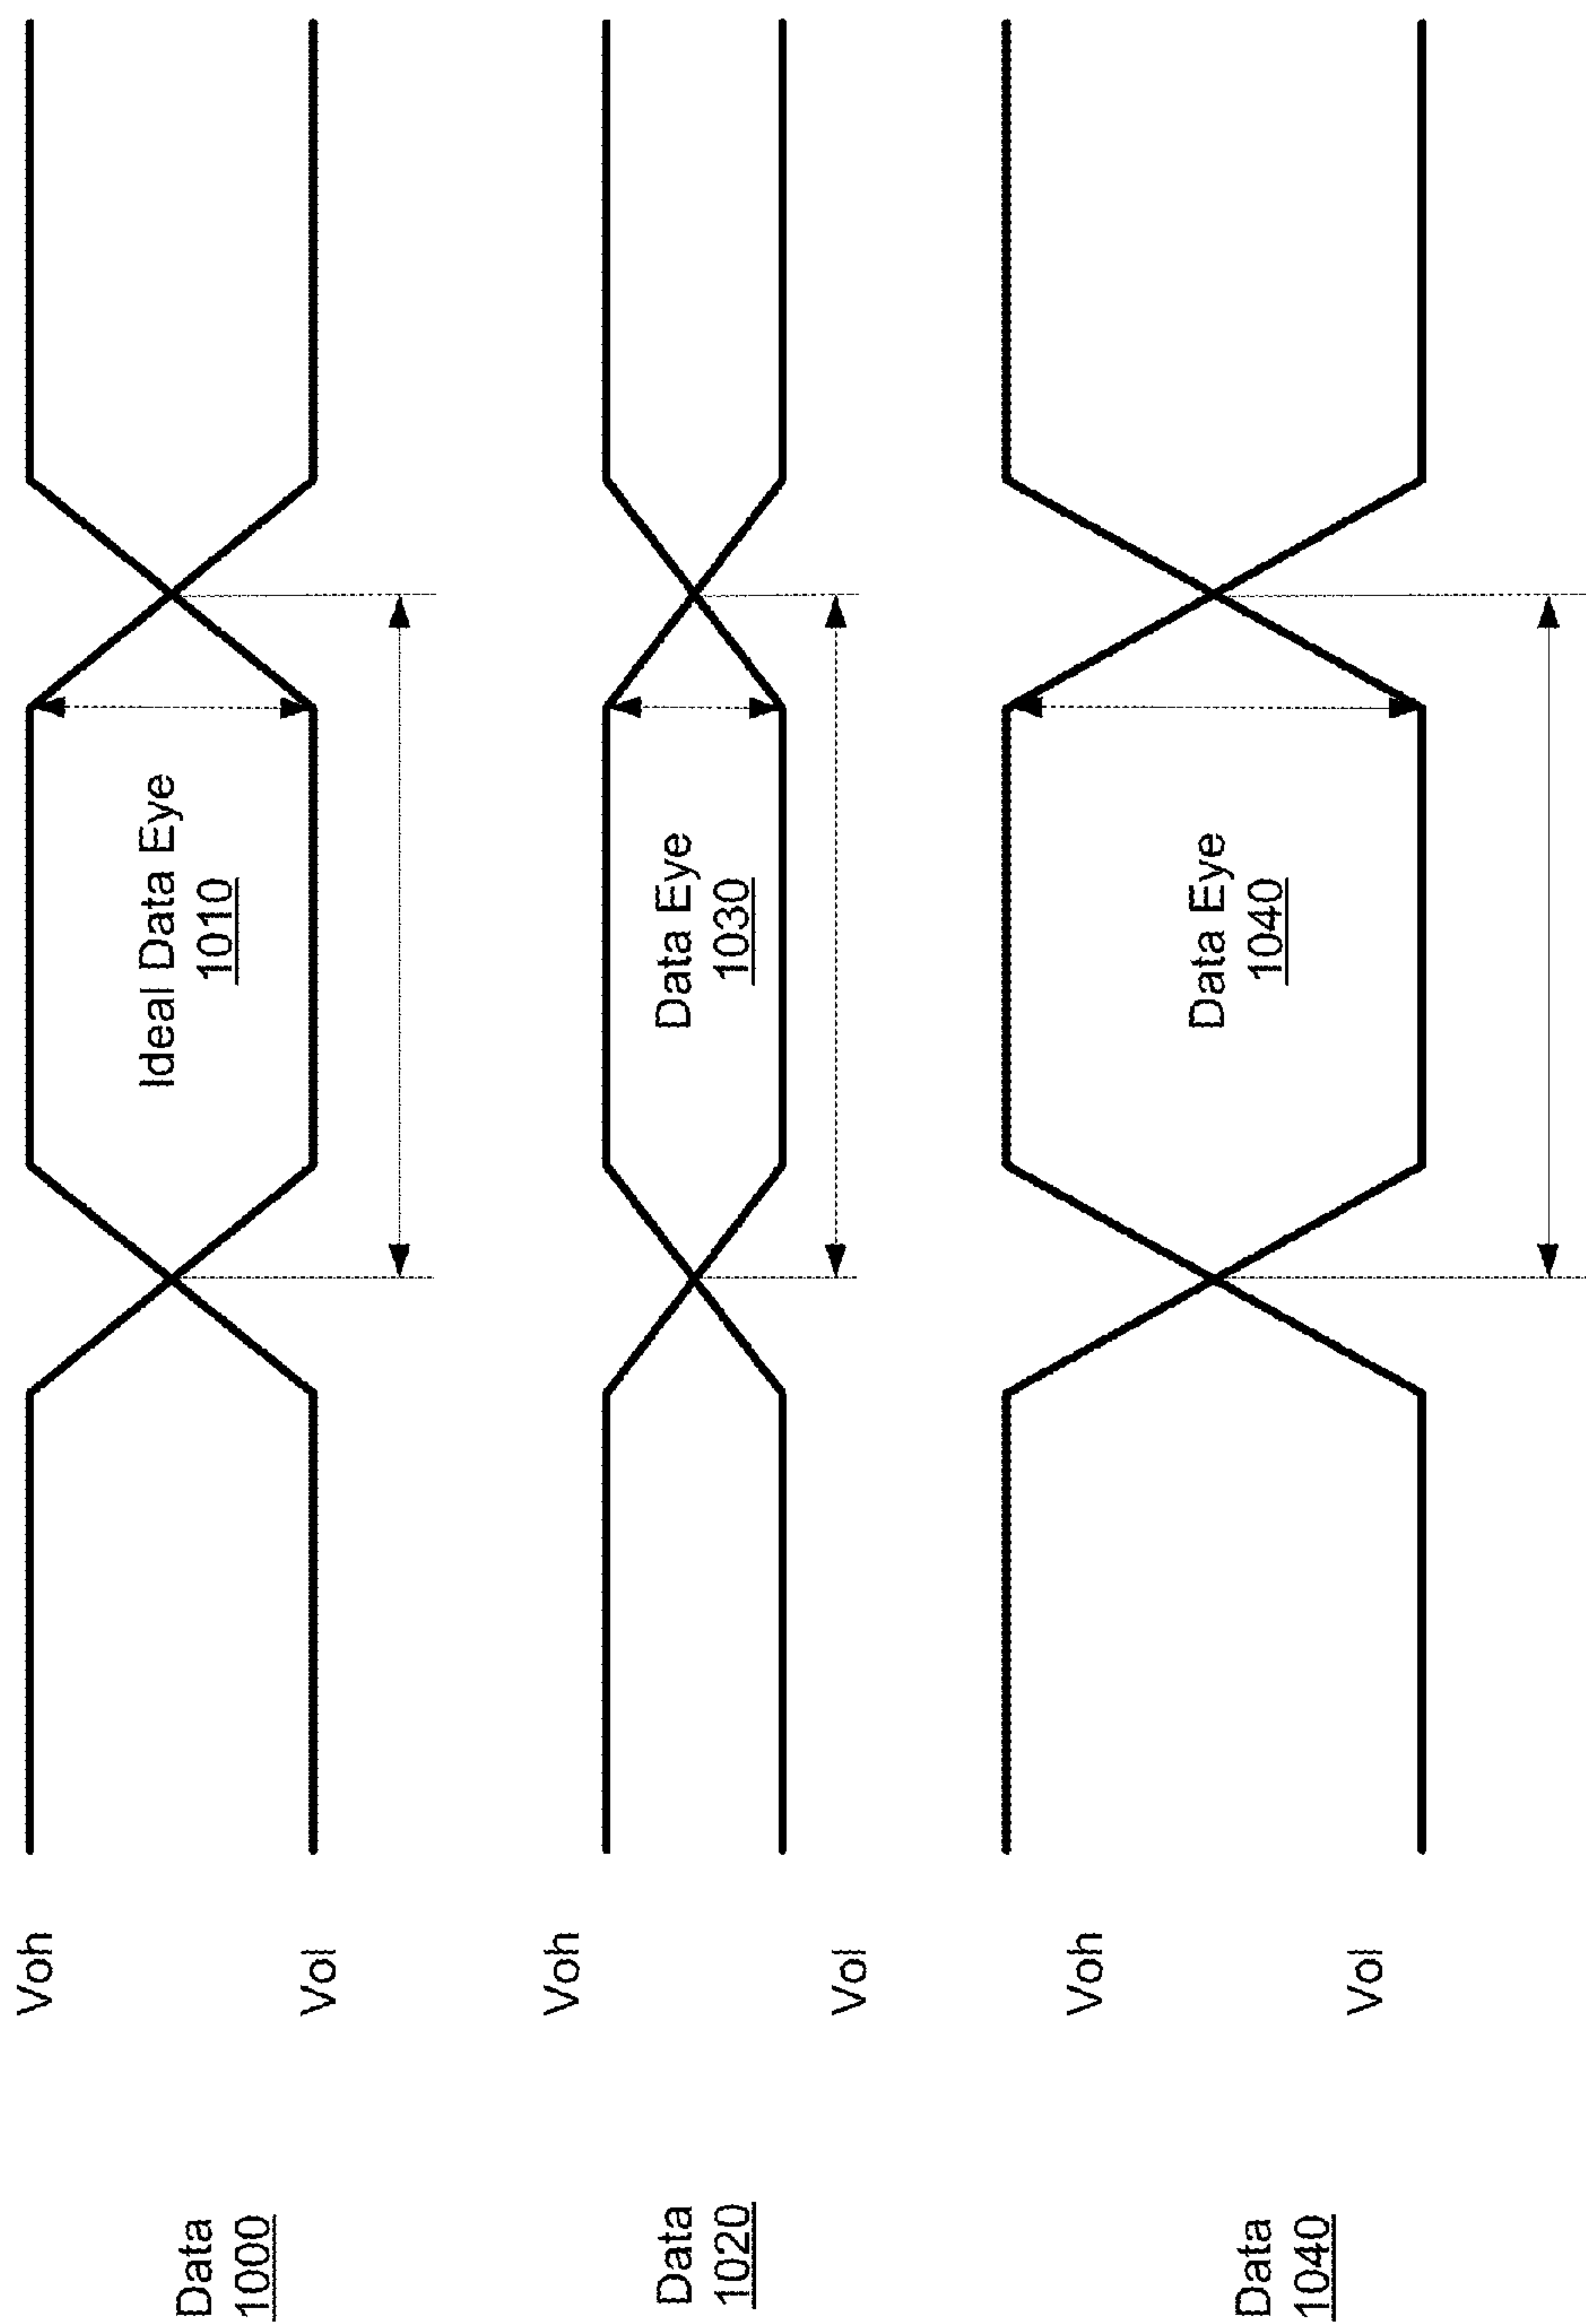 Data
1000
Voh
Vol
Ideal Data Eye
1010
Data
1020
Voh
Vol
Data Eye
1030
Data
1040
Voh
Vol
Data Eye
1040